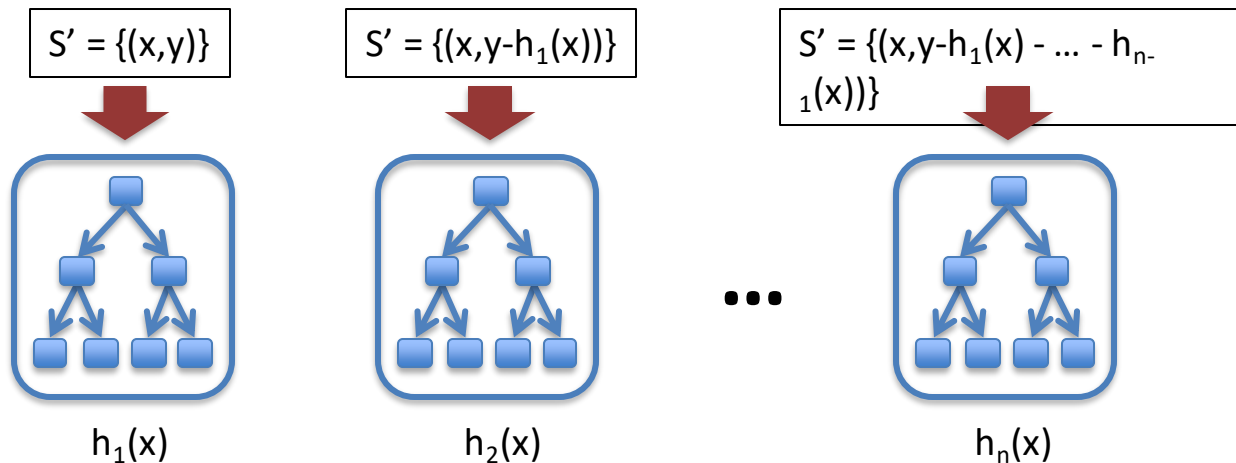 S’ = {(x,y)}
S’ = {(x,y-h₁(x))}
S’ = {(x,y-h₁(x) - … - hₙ₋
₁(x))}
...
h₁(x)
h₂(x)
hₙ(x)